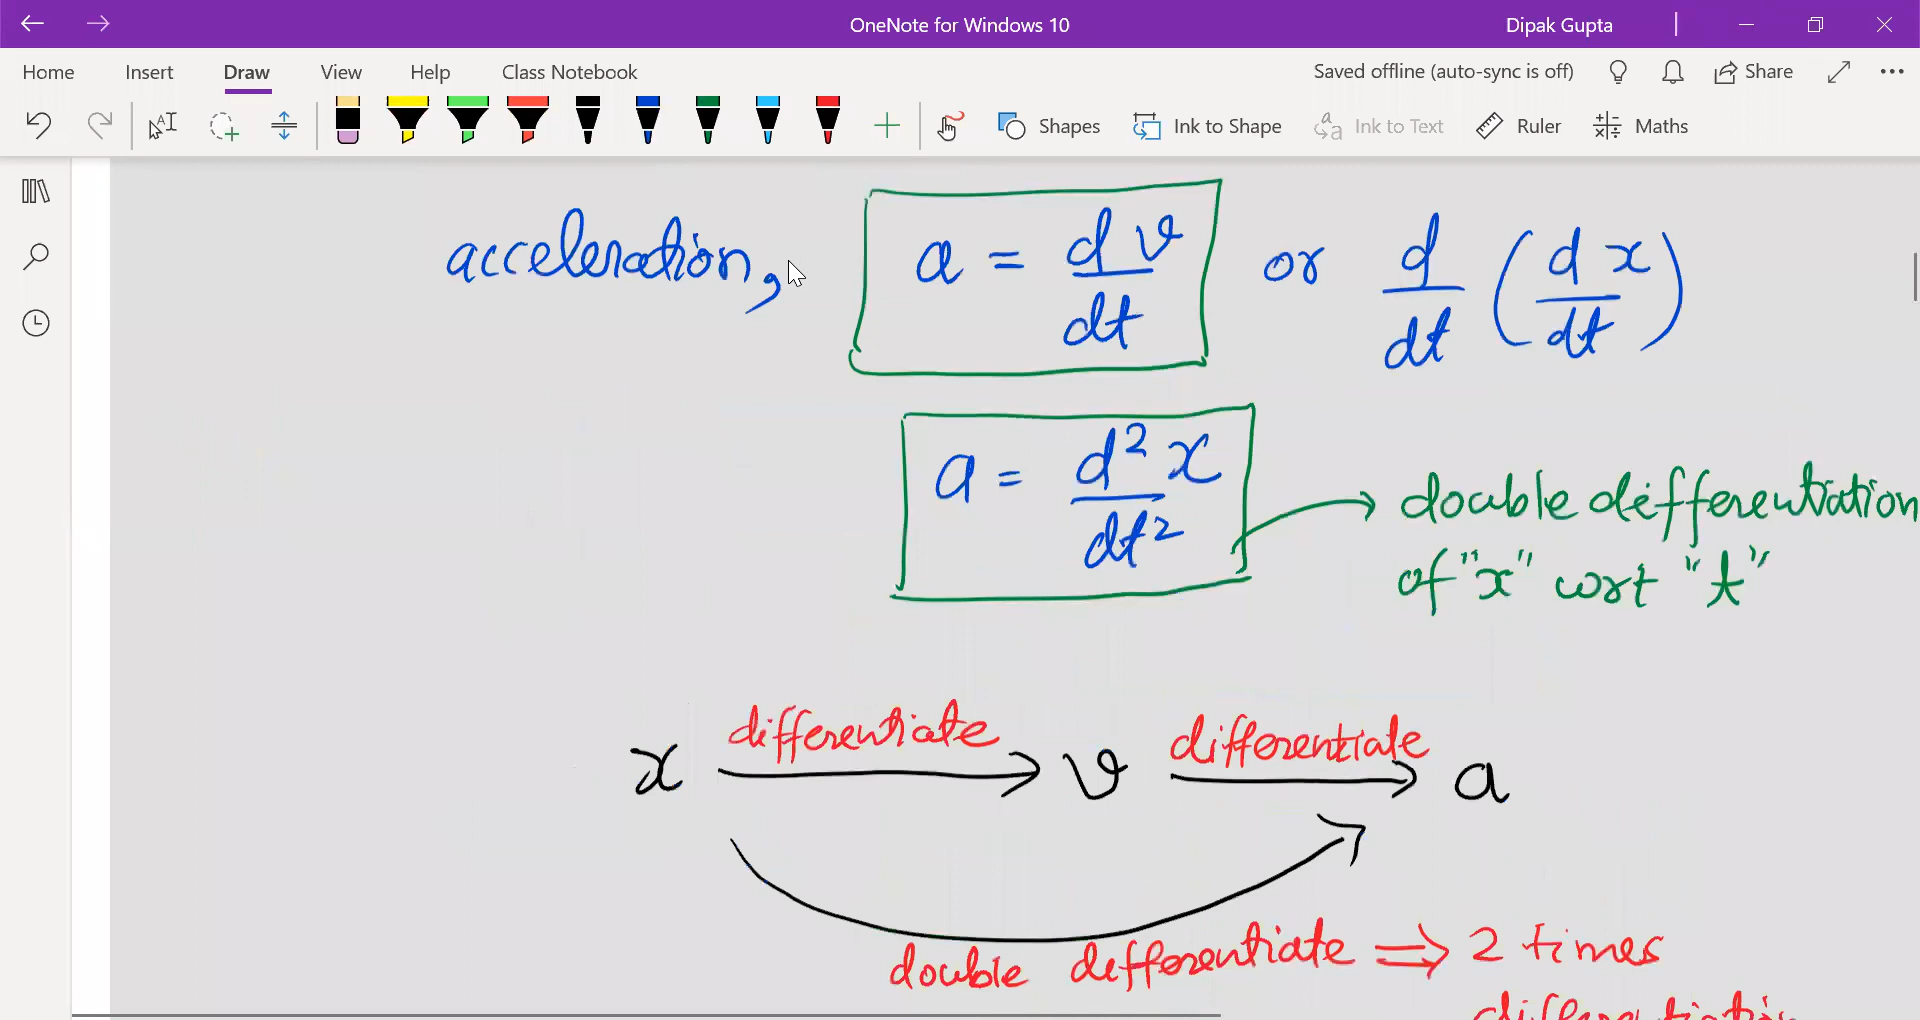 OneNote for Windows 10
Dipak Gupta
Home Insert Draw View Help Class Notebook
Saved offline (auto-sync is off) Share
Shapes Ink to Shape Ink to Text Ruler Maths
acceleration, a = dv/dt or d/dt (dx/dt)
a = d²x/dt²
double defferentiation
of "x" wrt "t"
x differentiate v differentiate a
double defferentiate ⇒ 2 times
differentiation